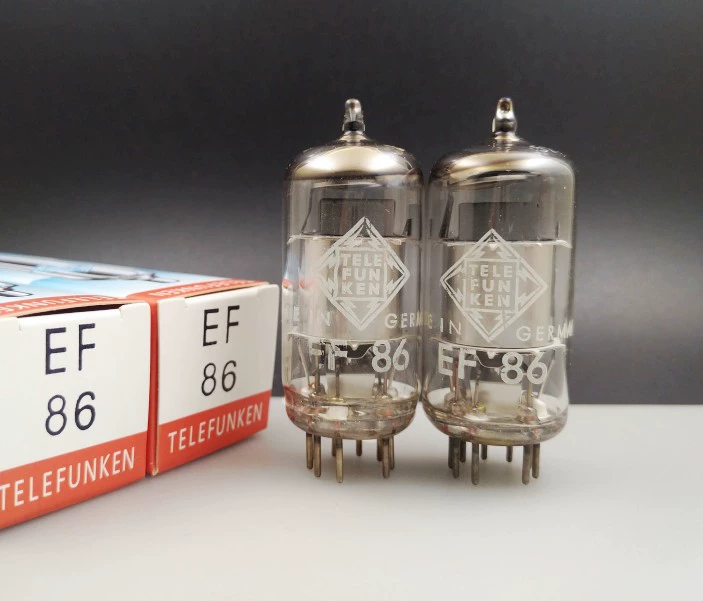 EF
86
TELEFUNKEN
EF
86
TELEFUNKEN
TELE
FUN
KEN
IN GERM
EF 86
TELE
FUN
KEN
IN GERMA
EF 86